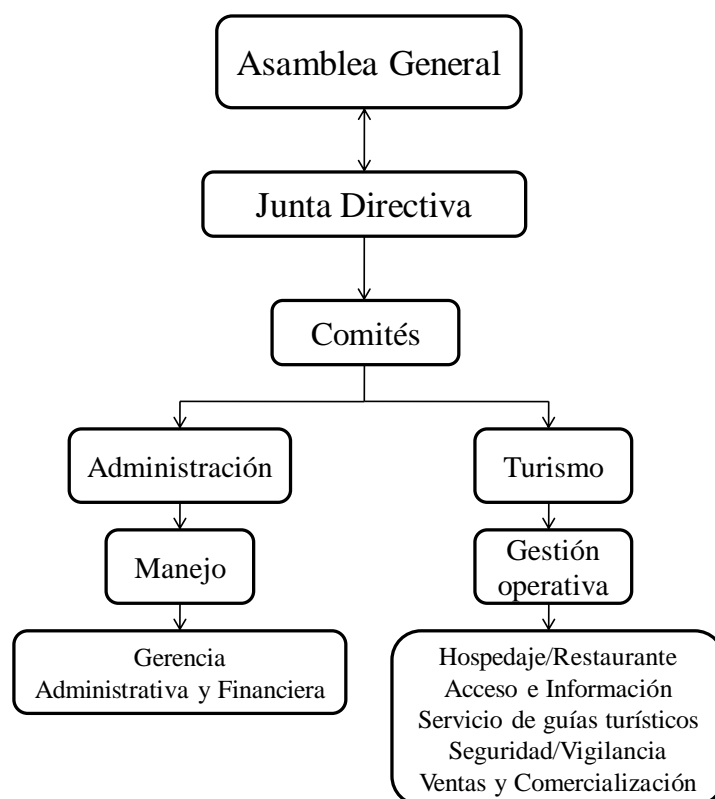 Asamblea General
Junta Directiva
Comités
Administración
Turismo
Manejo
Gestión
operativa
Gerencia
Administrativa y Financiera
Hospedaje/Restaurante
Acceso e Información
Servicio de guías turísticos
Seguridad/Vigilancia
Ventas y Comercialización